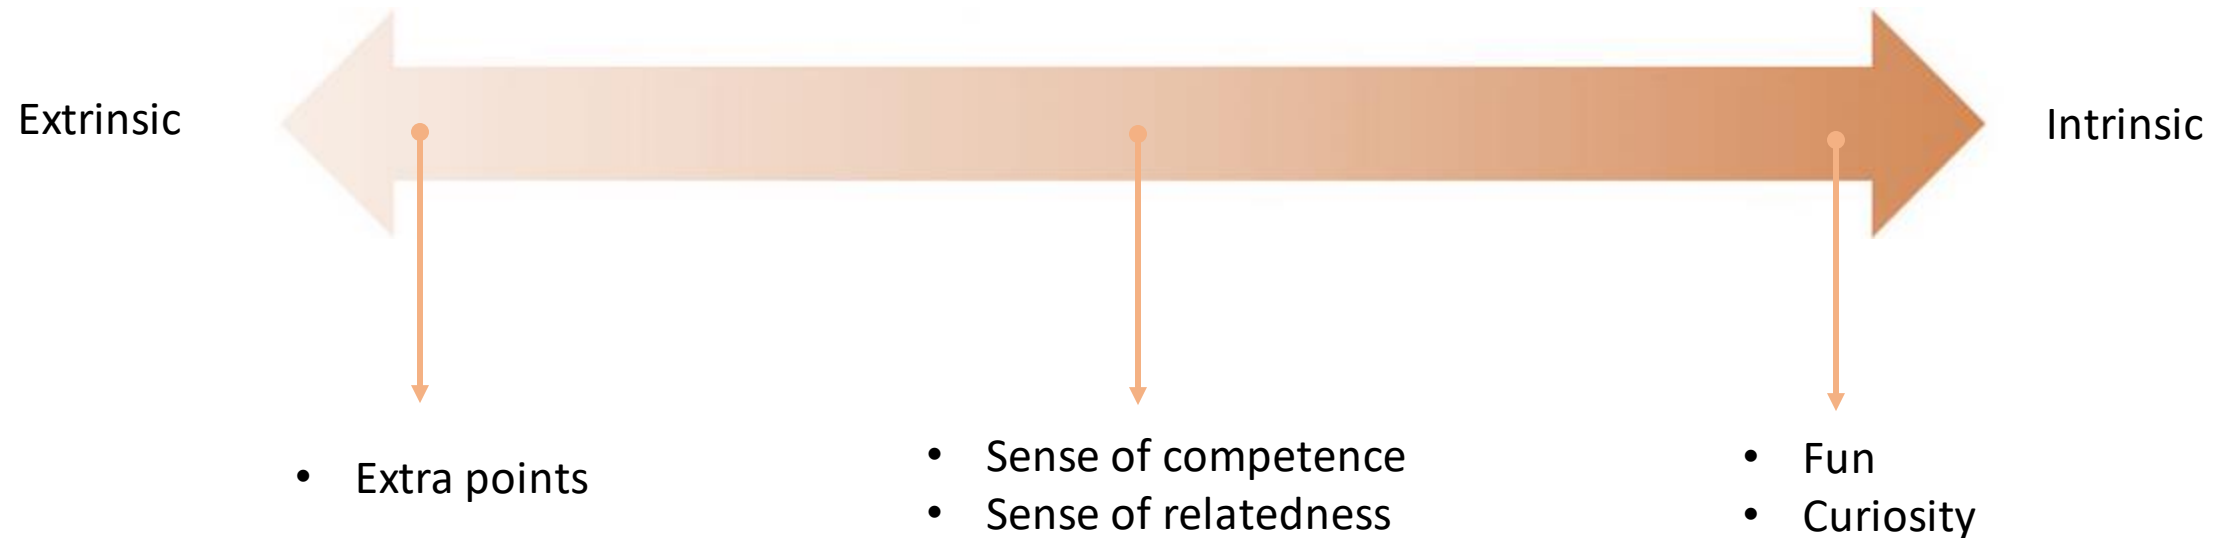 Extrinsic
Intrinsic
• Extra points
• Sense of competence
• Sense of relatedness
• Fun
• Curiosity